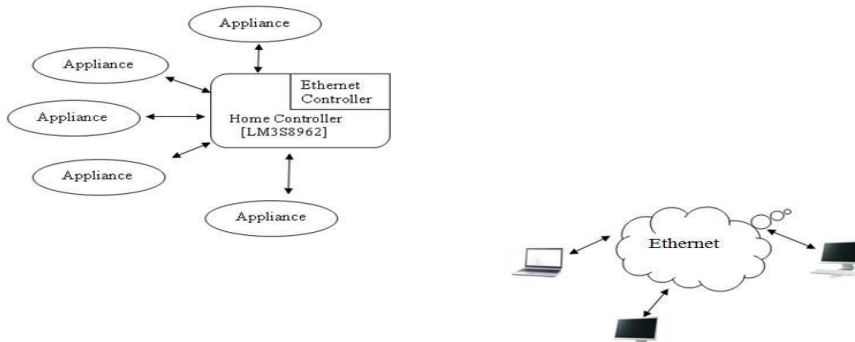 Appliance
Appliance
Ethernet
Controller
Appliance
Home Controller
[LM3S8962]
Appliance
Appliance
Ethernet